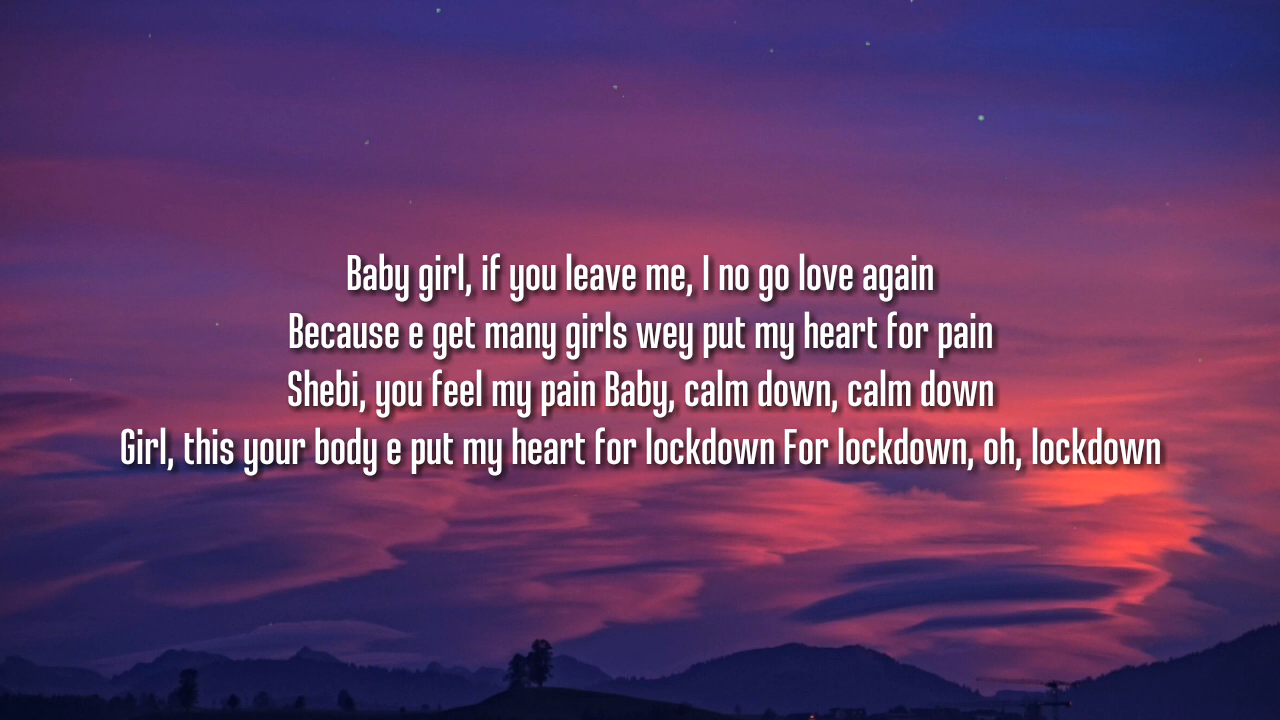 Baby girl, if you leave me, I no go love again
Because e get many girls wey put my heart for pain
Shebi, you feel my pain Baby, calm down, calm down
Girl, this your body e put my heart for lockdown For lockdown, oh, lockdown